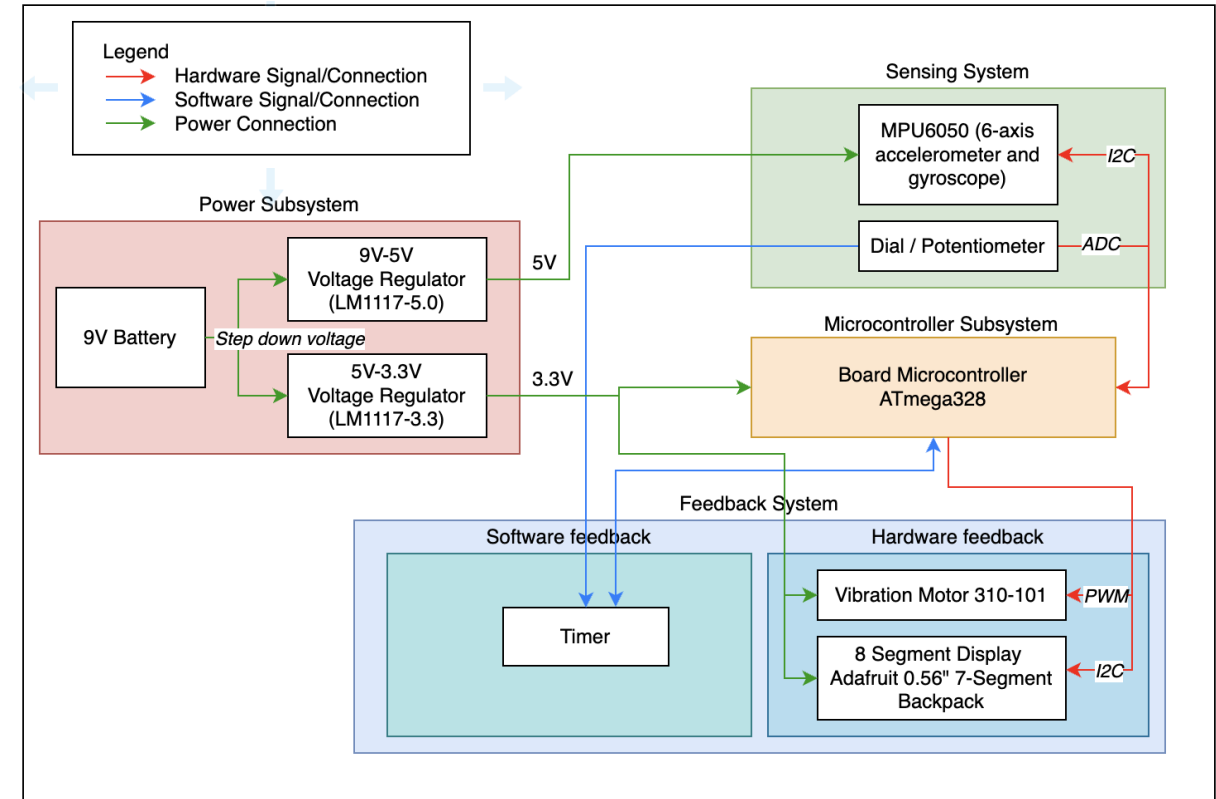 Legend
Hardware Signal/Connection
Software Signal/Connection
Power Connection
Sensing System
MPU6050 (6-axis
accelerometer and
gyroscope)
I2C
Dial / Potentiometer
ADC
Power Subsystem
9V Battery
Step down voltage
9V-5V
Voltage Regulator
(LM1117-5.0)
5V
5V-3.3V
Voltage Regulator
(LM1117-3.3)
3.3V
Microcontroller Subsystem
Board Microcontroller
ATmega328
Feedback System
Software feedback
Timer
Hardware feedback
Vibration Motor 310-101
PWM
8 Segment Display
Adafruit 0.56" 7-Segment
Backpack
I2C